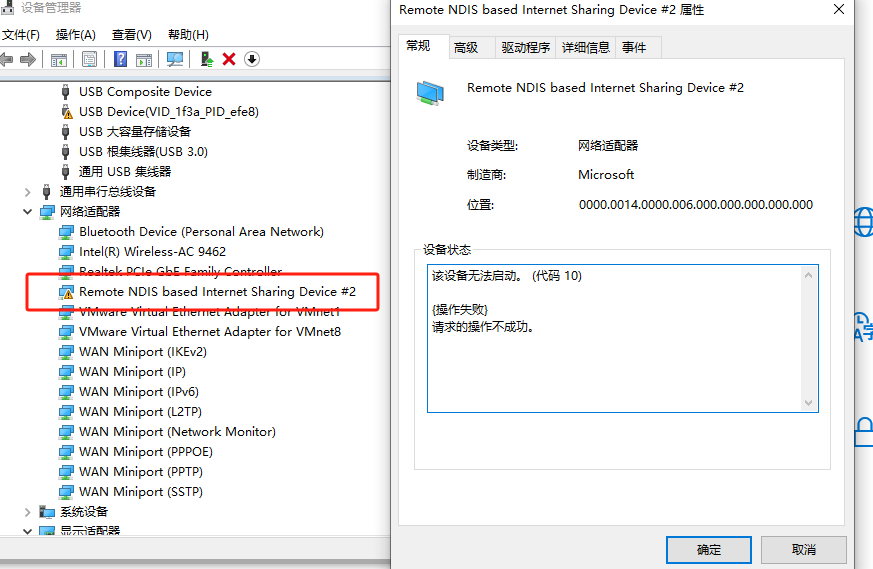 设备管理器
文件(F) 操作(A) 查看(V) 帮助(H)
USB Composite Device
USB Device(VID_1f3a_PID_efe8)
USB 大容量存储设备
USB 根集线器(USB 3.0)
通用 USB 集线器
通用串行总线设备
网络适配器
Bluetooth Device (Personal Area Network)
Intel(R) Wireless-AC 9462
Realtek PCIe GbE Family Controller
Remote NDIS based Internet Sharing Device #2
VMware Virtual Ethernet Adapter for VMnet1
VMware Virtual Ethernet Adapter for VMnet8
WAN Miniport (IKEv2)
WAN Miniport (IP)
WAN Miniport (IPv6)
WAN Miniport (L2TP)
WAN Miniport (Network Monitor)
WAN Miniport (PPPOE)
WAN Miniport (PPTP)
WAN Miniport (SSTP)
系统设备
显示适配器
Remote NDIS based Internet Sharing Device #2 属性
常规 高级 驱动程序 详细信息 事件
Remote NDIS based Internet Sharing Device #2
设备类型: 网络适配器
制造商: Microsoft
位置: 0000.0014.0000.006.000.000.000.000.000
设备状态
该设备无法启动。 (代码 10)
{操作失败}
请求的操作不成功。
确定 取消